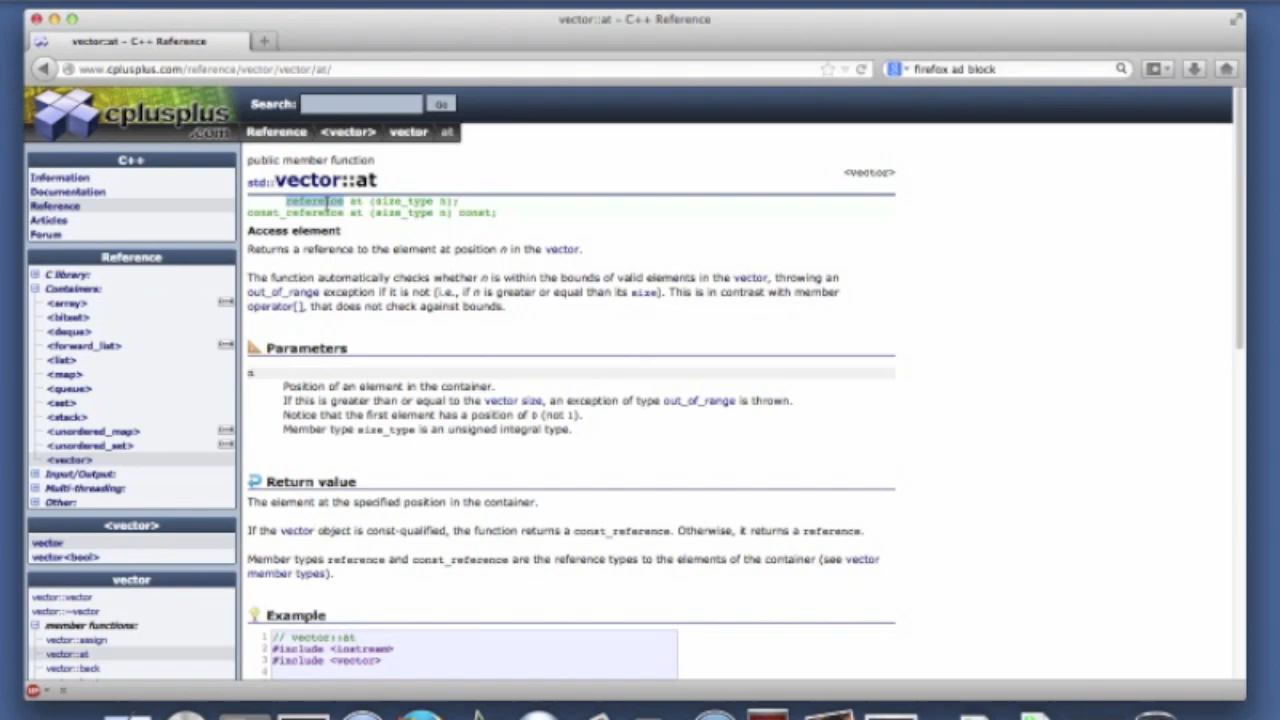 vector::at – C++ Reference
vector::at – C++ Reference
www.cplusplus.com/reference/vector/vector/at/
firefox ad block
cplusplus
.com
Search:
Go
Reference <vector> vector at
C++
Information
Documentation
Reference
Articles
Forum
Reference
C library:
Containers:
<array>
<bitset>
<deque>
<forward_list>
<list>
<map>
<queue>
<set>
<stack>
<unordered_map>
<unordered_set>
<vector>
Input/Output:
Multi-threading:
Other:
<vector>
vector
vector<bool>
vector
vector::vector
vector::~vector
member functions:
vector::assign
vector::at
vector::back
public member function
std::vector::at
<vector>
reference at (size_type n);
const_reference at (size_type n) const;
Access element
Returns a reference to the element at position n in the vector.
The function automatically checks whether n is within the bounds of valid elements in the vector, throwing an
out_of_range exception if it is not (i.e., if n is greater or equal than its size). This is in contrast with member
operator[], that does not check against bounds.
Parameters
n
Position of an element in the container.
If this is greater than or equal to the vector size, an exception of type out_of_range is thrown.
Notice that the first element has a position of 0 (not 1).
Member type size_type is an unsigned integral type.
Return value
The element at the specified position in the container.
If the vector object is const-qualified, the function returns a const_reference. Otherwise, it returns a reference.
Member types reference and const_reference are the reference types to the elements of the container (see vector
member types).
Example
1 // vector::at
2 #include <iostream>
3 #include <vector>
4